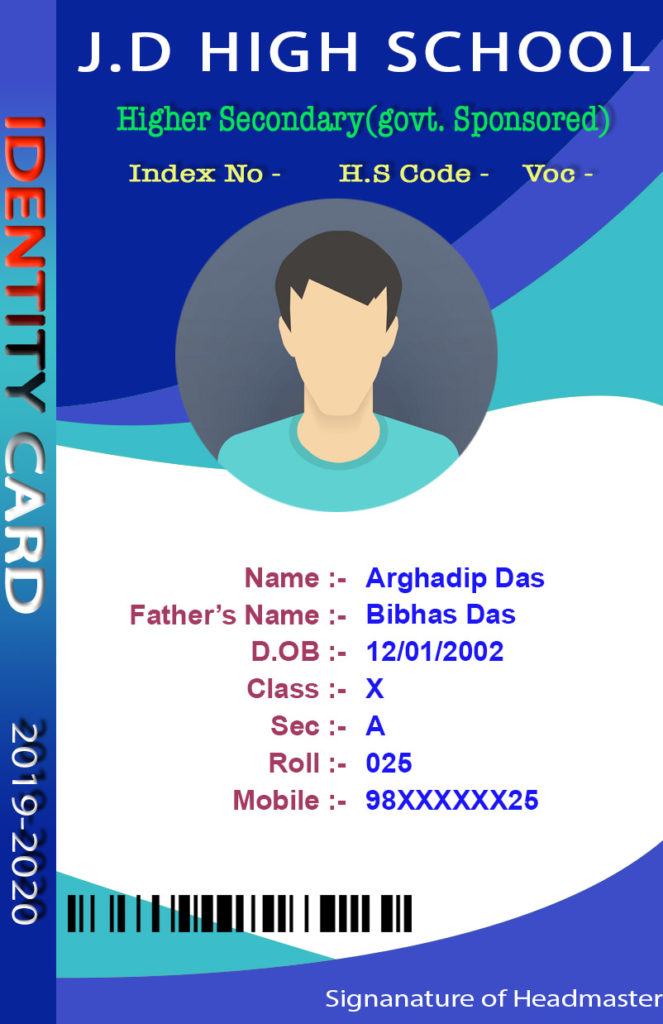 J.D HIGH SCHOOL
Higher Secondary(govt. Sponsored)
Index No - H.S Code - Voc -
IDENTITY CARD 2019-2020
Name :- Arghadip Das
Father's Name :- Bibhas Das
D.OB :- 12/01/2002
Class :- X
Sec :- A
Roll :- 025
Mobile :- 98XXXXXX25
Signanature of Headmaster